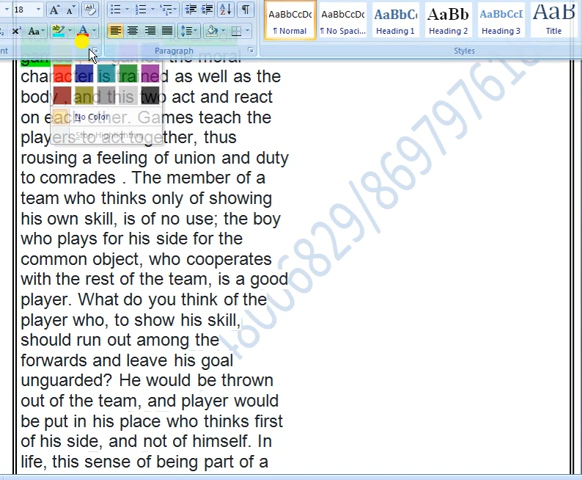 18
Aa
AaBbCcDc
AaBbCcDc
AaBbCc
AaBbCc
AaBbCcI
AaB
¶ Normal
¶ No Spaci...
Heading 1
Heading 2
Heading 3
Title
Paragraph
Styles
the moral
character is trained as well as the
body , and this two act and react
on each other. Games teach the
No Color
Stop Highlighting
players to act together, thus
rousing a feeling of union and duty
to comrades . The member of a
team who thinks only of showing
his own skill, is of no use; the boy
who plays for his side for the
common object, who cooperates
with the rest of the team, is a good
player. What do you think of the
player who, to show his skill,
should run out among the
forwards and leave his goal
unguarded? He would be thrown
out of the team, and player would
be put in his place who thinks first
of his side, and not of himself. In
life, this sense of being part of a